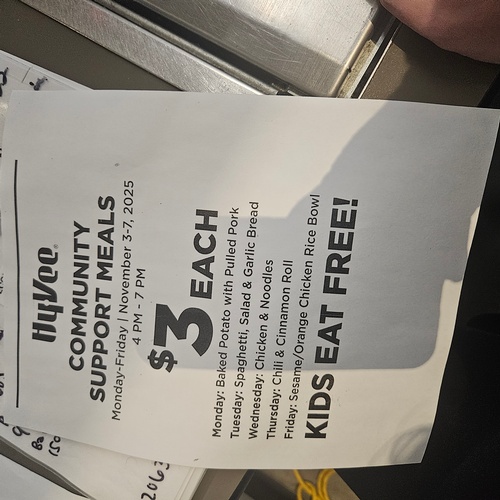 HyVee
COMMUNITY
SUPPORT MEALS
Monday-Friday | November 3-7, 2025
4 PM - 7 PM
$3 EACH
Monday: Baked Potato with Pulled Pork
Tuesday: Spaghetti, Salad & Garlic Bread
Wednesday: Chicken & Noodles
Thursday: Chili & Cinnamon Roll
Friday: Sesame/Orange Chicken Rice Bowl
KIDS EAT FREE!